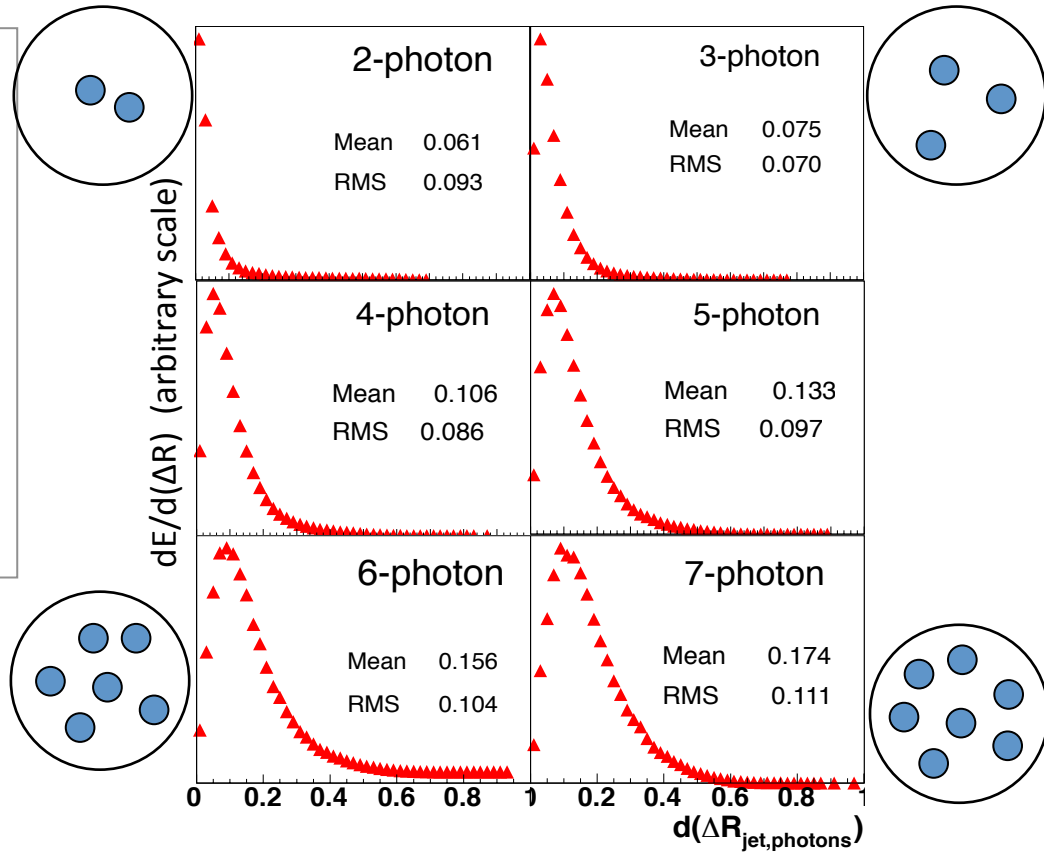 dE/d(ΔR) (arbitrary scale)
2-photon
Mean 0.061
RMS 0.093
3-photon
Mean 0.075
RMS 0.070
4-photon
Mean 0.106
RMS 0.086
5-photon
Mean 0.133
RMS 0.097
6-photon
Mean 0.156
RMS 0.104
7-photon
Mean 0.174
RMS 0.111
0 0.2 0.4 0.6 0.8 0.2 0.4 0.6 0.8 1
d(ΔR jet,photons)